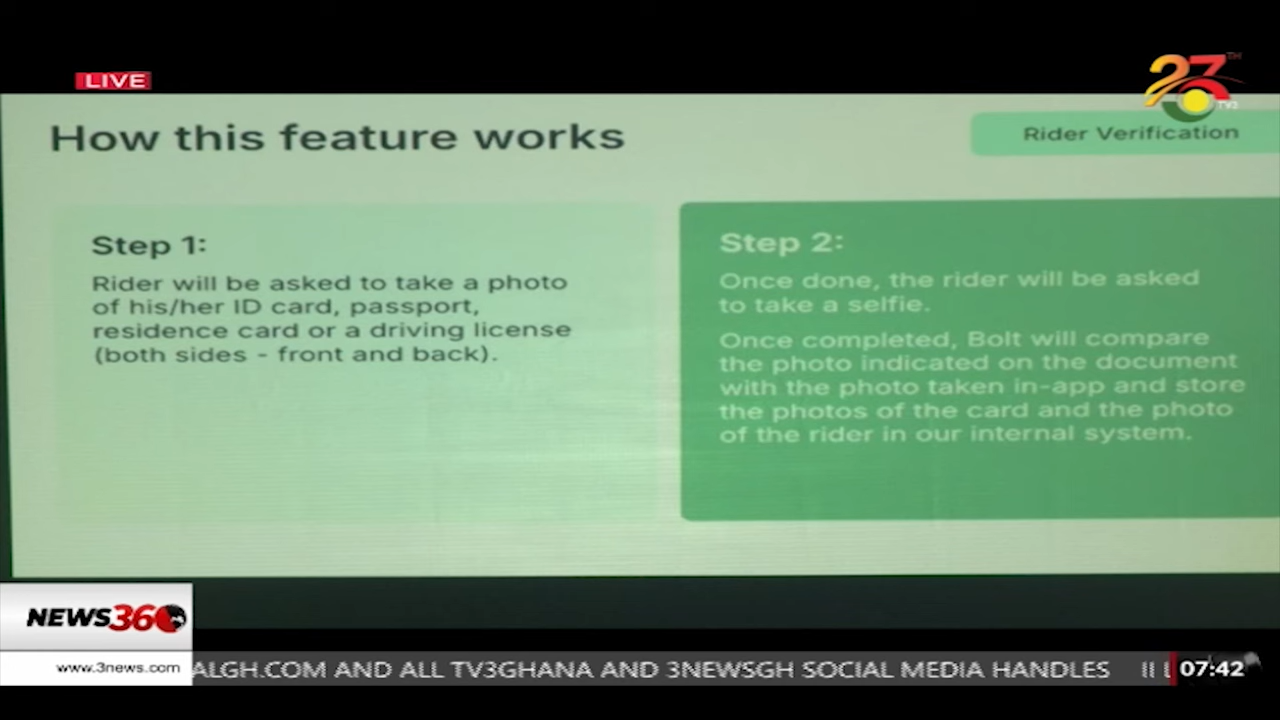 LIVE
27TH
TV3
How this feature works
Rider Verification
Step 1:
Rider will be asked to take a photo
of his/her ID card, passport,
residence card or a driving license
(both sides - front and back).
Step 2:
Once done, the rider will be asked
to take a selfie.
Once completed, Bolt will compare
the photo indicated on the document
with the photo taken in-app and store
the photos of the card and the photo
of the rider in our internal system.
NEWS360
www.3news.com
ALGH.COM AND ALL TV3GHANA AND 3NEWSGH SOCIAL MEDIA HANDLES II
07:42